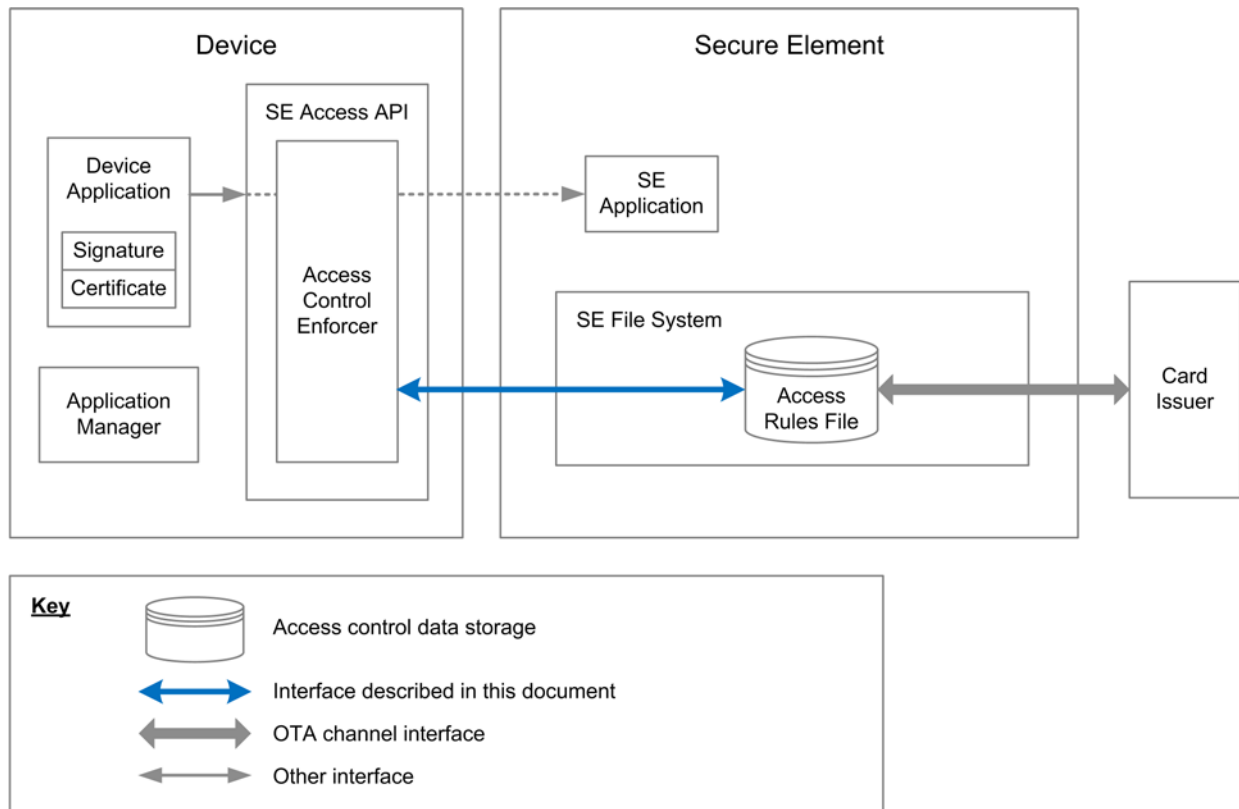 Device
Secure Element
SE Access API
Device
Application
Signature
Certificate
Access
Control
Enforcer
Application
Manager
SE
Application
SE File System
Access
Rules File
Card
Issuer
Key
Access control data storage
Interface described in this document
OTA channel interface
Other interface